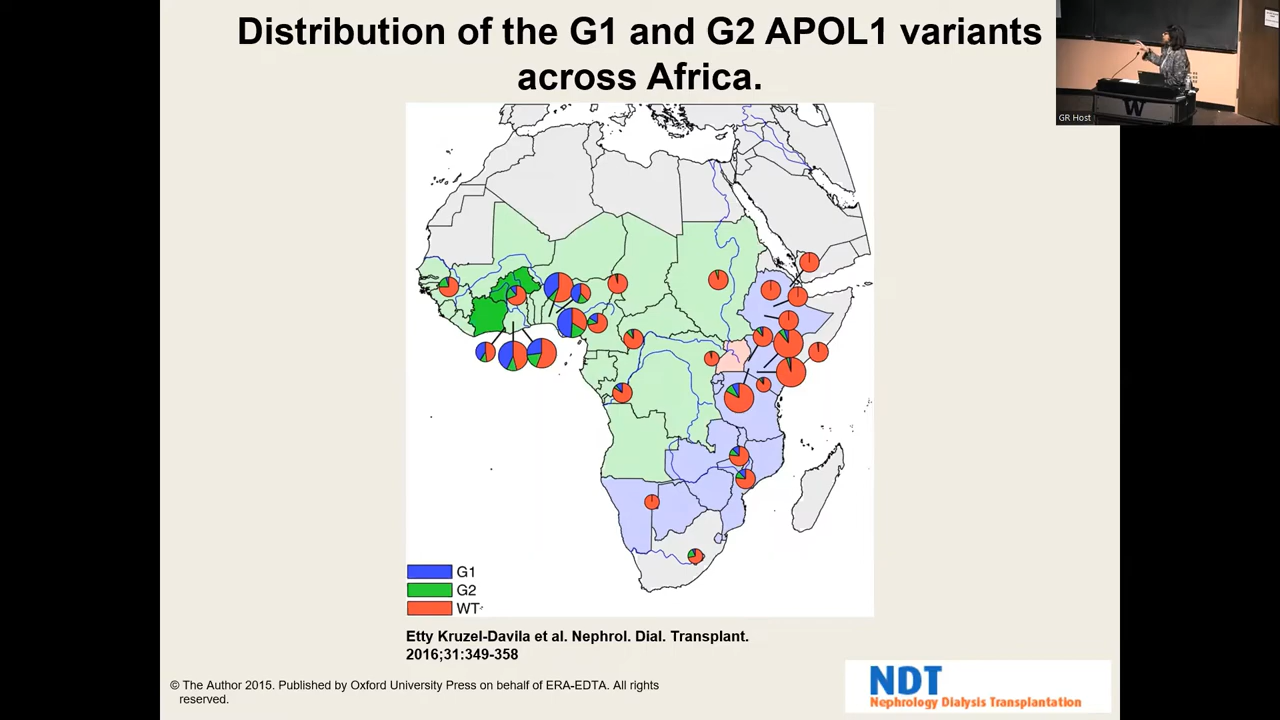 Distribution of the G1 and G2 APOL1 variants
across Africa.
GR Host
W
G1
G2
WT
Etty Kruzel-Davila et al. Nephrol. Dial. Transplant.
2016;31:349-358
© The Author 2015. Published by Oxford University Press on behalf of ERA-EDTA. All rights
reserved.
NDT
Nephrology Dialysis Transplantation